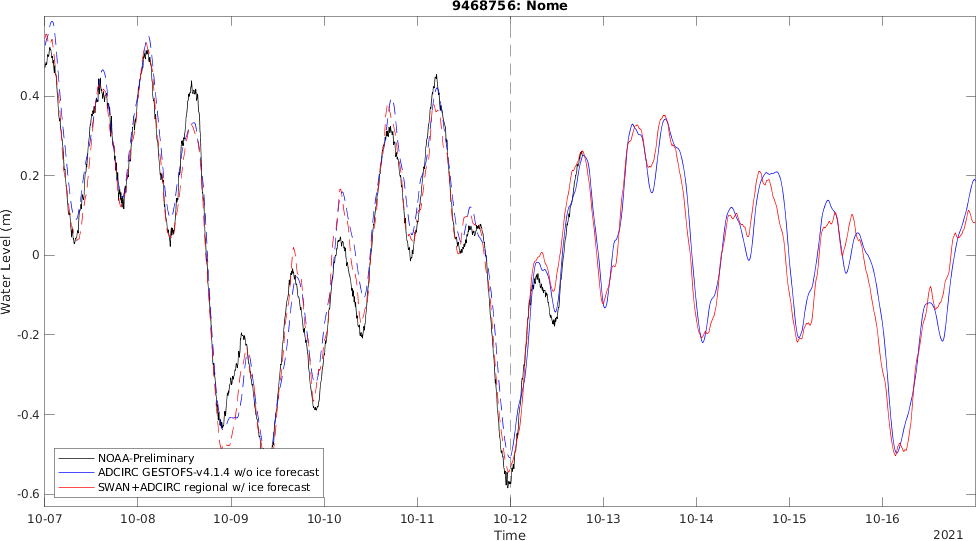 9468756: Nome
Water Level (m)
0.4
0.2
0
-0.2
-0.4
-0.6
NOAA-Preliminary
ADCIRC GESTOFS-v4.1.4 w/o ice forecast
SWAN+ADCIRC regional w/ ice forecast
10-07 10-08 10-09 10-10 10-11 10-12 10-13 10-14 10-15 10-16
Time
2021